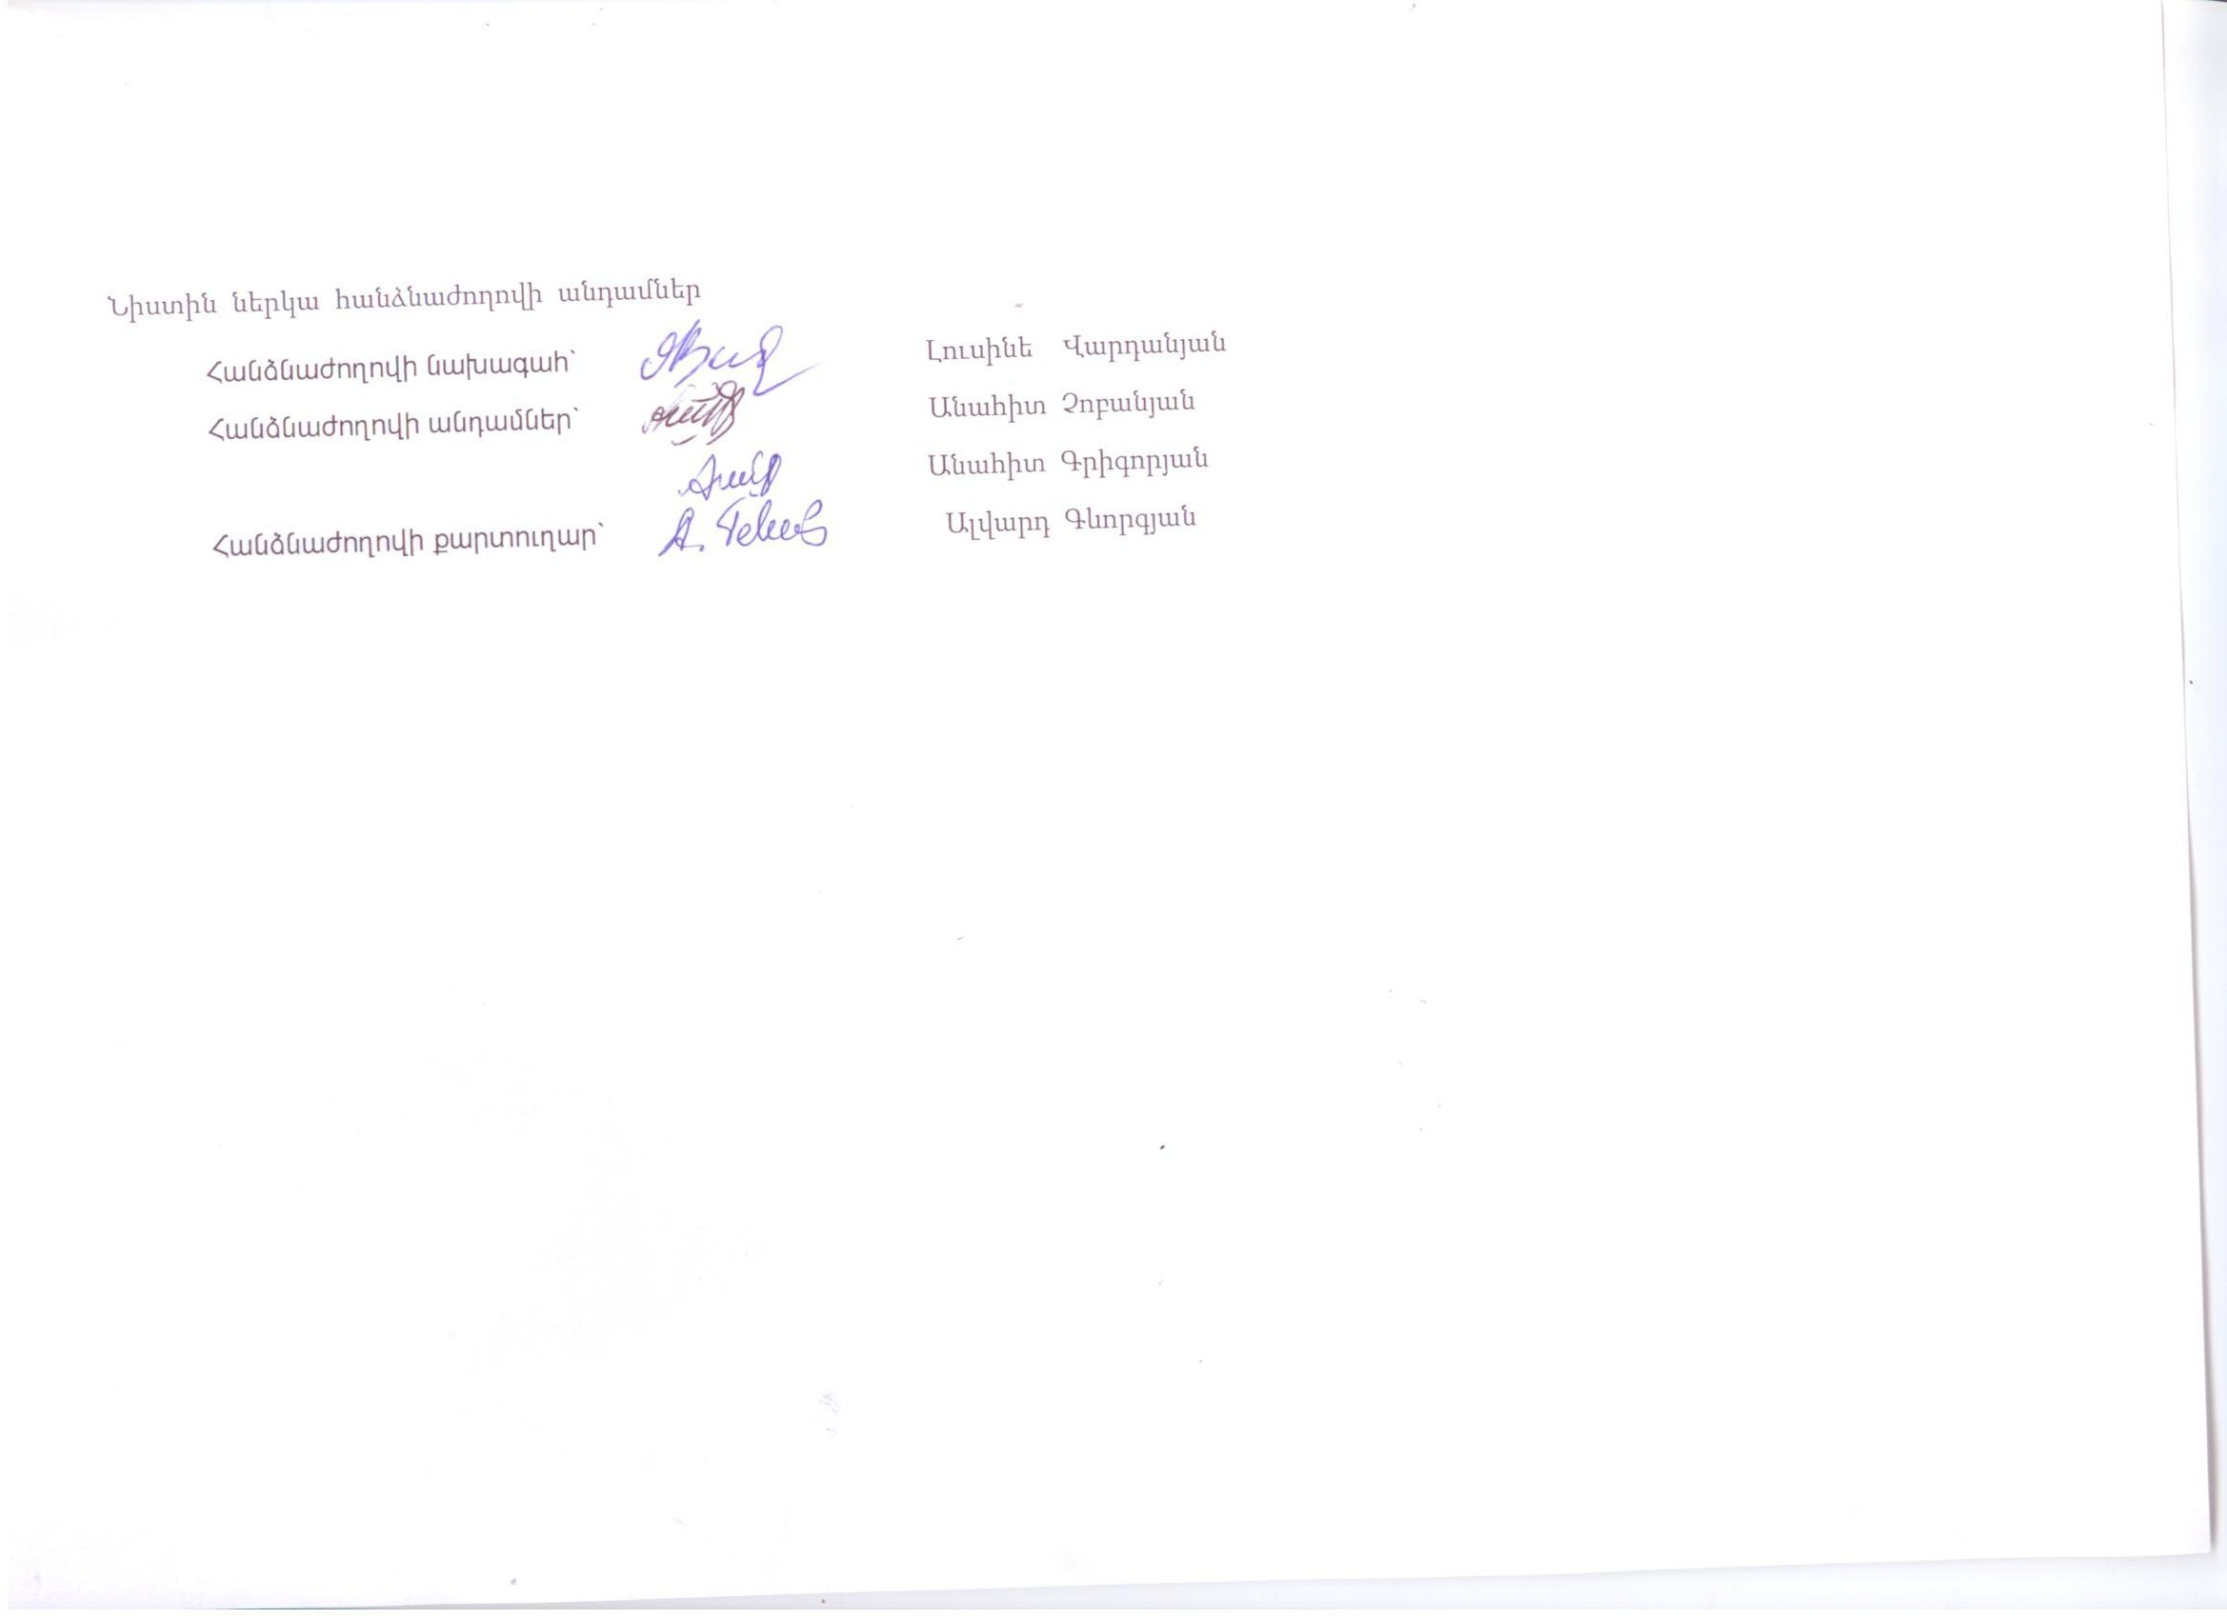 Նիստին ներկա հանձնաժողովի անդամներ
Հանձնաժողովի նախագահ՝ Լուսինե Վարդանյան
Հանձնաժողովի անդամներ՝ Անահիտ Չոբանյան
Անահիտ Գրիգորյան
Հանձնաժողովի քարտուղար՝ Ալվարդ Գևորգյան